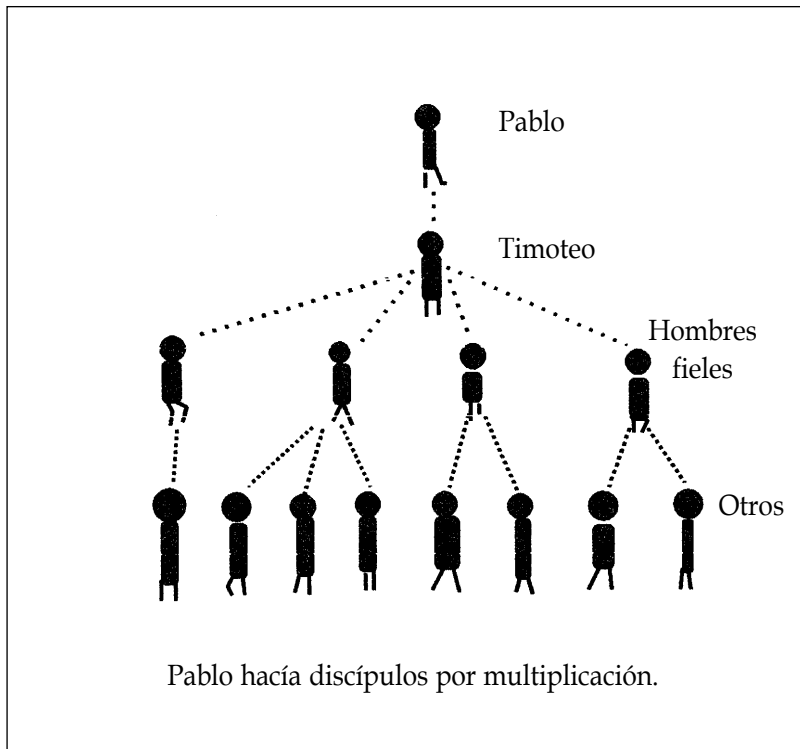 Pablo
Timoteo
Hombres
fieles
Otros
Pablo hacía discípulos por multiplicación.